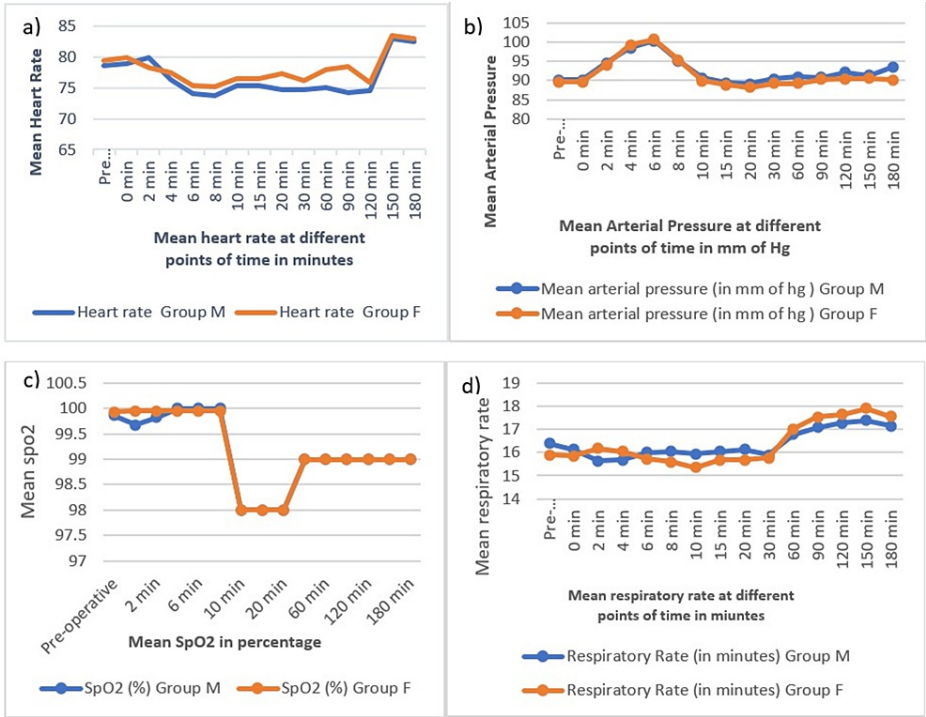 a)
Mean Heart Rate
85
80
75
70
65
Pre...
0 min
2 min
4 min
6 min
8 min
10 min
15 min
20 min
30 min
60 min
90 min
120 min
150 min
180 min
Mean heart rate at different
points of time in minutes
Heart rate Group M
Heart rate Group F
b)
Mean Arterial Pressure
105
100
95
90
85
80
Pre-...
0 min
2 min
4 min
6 min
8 min
10 min
15 min
20 min
30 min
60 min
90 min
120 min
150 min
180 min
Mean Arterial Pressure at different
points of time in mm of Hg
Mean arterial pressure (in mm of hg ) Group M
Mean arterial pressure (in mm of hg ) Group F
c)
Mean spo2
100.5
100
99.5
99
98.5
98
97.5
97
Pre-operative
2 min
6 min
10 min
20 min
60 min
120 min
180 min
Mean SpO2 in percentage
SpO2 (%) Group M
SpO2 (%) Group F
d)
Mean respiratory rate
19
18
17
16
15
14
Pre-...
0 min
2 min
4 min
6 min
8 min
10 min
15 min
20 min
30 min
60 min
90 min
120 min
150 min
180 min
Mean respiratory rate at different
points of time in miuntes
Respiratory Rate (in minutes) Group M
Respiratory Rate (in minutes) Group F